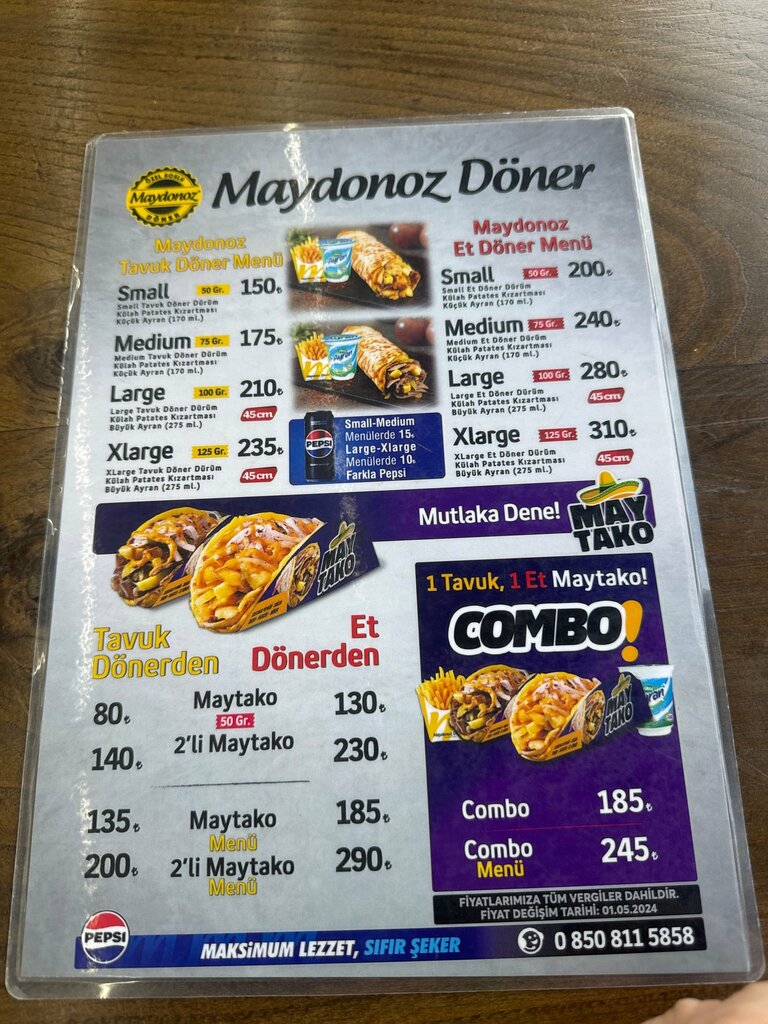 ÖZEL SOSLU
Maydonoz
DÖNER
Maydonoz Döner
Maydonoz
Tavuk Döner Menü
Small 50 Gr. 150₺
Small Tavuk Döner Dürüm
Külah Patates Kızartması
Küçük Ayran (170 ml.)
Medium 75 Gr. 175₺
Medium Tavuk Döner Dürüm
Külah Patates Kızartması
Küçük Ayran (170 ml.)
Large 100 Gr. 210₺
Large Tavuk Döner Dürüm
Külah Patates Kızartması
Büyük Ayran (275 ml.)
45cm
Xlarge 125 Gr. 235₺
XLarge Tavuk Döner Dürüm
Külah Patates Kızartması
Büyük Ayran (275 ml.)
45cm
Maydonoz
Et Döner Menü
Small 50 Gr. 200₺
Small Et Döner Dürüm
Külah Patates Kızartması
Küçük Ayran (170 ml.)
Medium 75 Gr. 240₺
Medium Et Döner Dürüm
Külah Patates Kızartması
Küçük Ayran (170 ml.)
Large 100 Gr. 280₺
Large Et Döner Dürüm
Külah Patates Kızartması
Büyük Ayran (275 ml.)
45cm
Xlarge 125 Gr. 310₺
XLarge Et Döner Dürüm
Külah Patates Kızartması
Büyük Ayran (275 ml.)
45cm
PEPSI
Small-Medium
Menülerde 15₺
Large-Xlarge
Menülerde 10₺
Farkla Pepsi
Mutlaka Dene!
MAY
TAKO
MAY
TAKO
Tavuk
Dönerden
Et
Dönerden
80₺ Maytako 130₺
50 Gr.
140₺ 2'li Maytako 230₺
135₺ Maytako 185₺
Menü
200₺ 2'li Maytako 290₺
Menü
1 Tavuk, 1 Et Maytako!
COMBO!
MAY
TAKO
Combo 185₺
Combo 245₺
Menü
FİYATLARIMIZA TÜM VERGİLER DAHİLDİR.
FİYAT DEĞİŞİM TARİHİ: 01.05.2024
PEPSI
MAKSİMUM LEZZET, SIFIR ŞEKER
0 850 811 5858